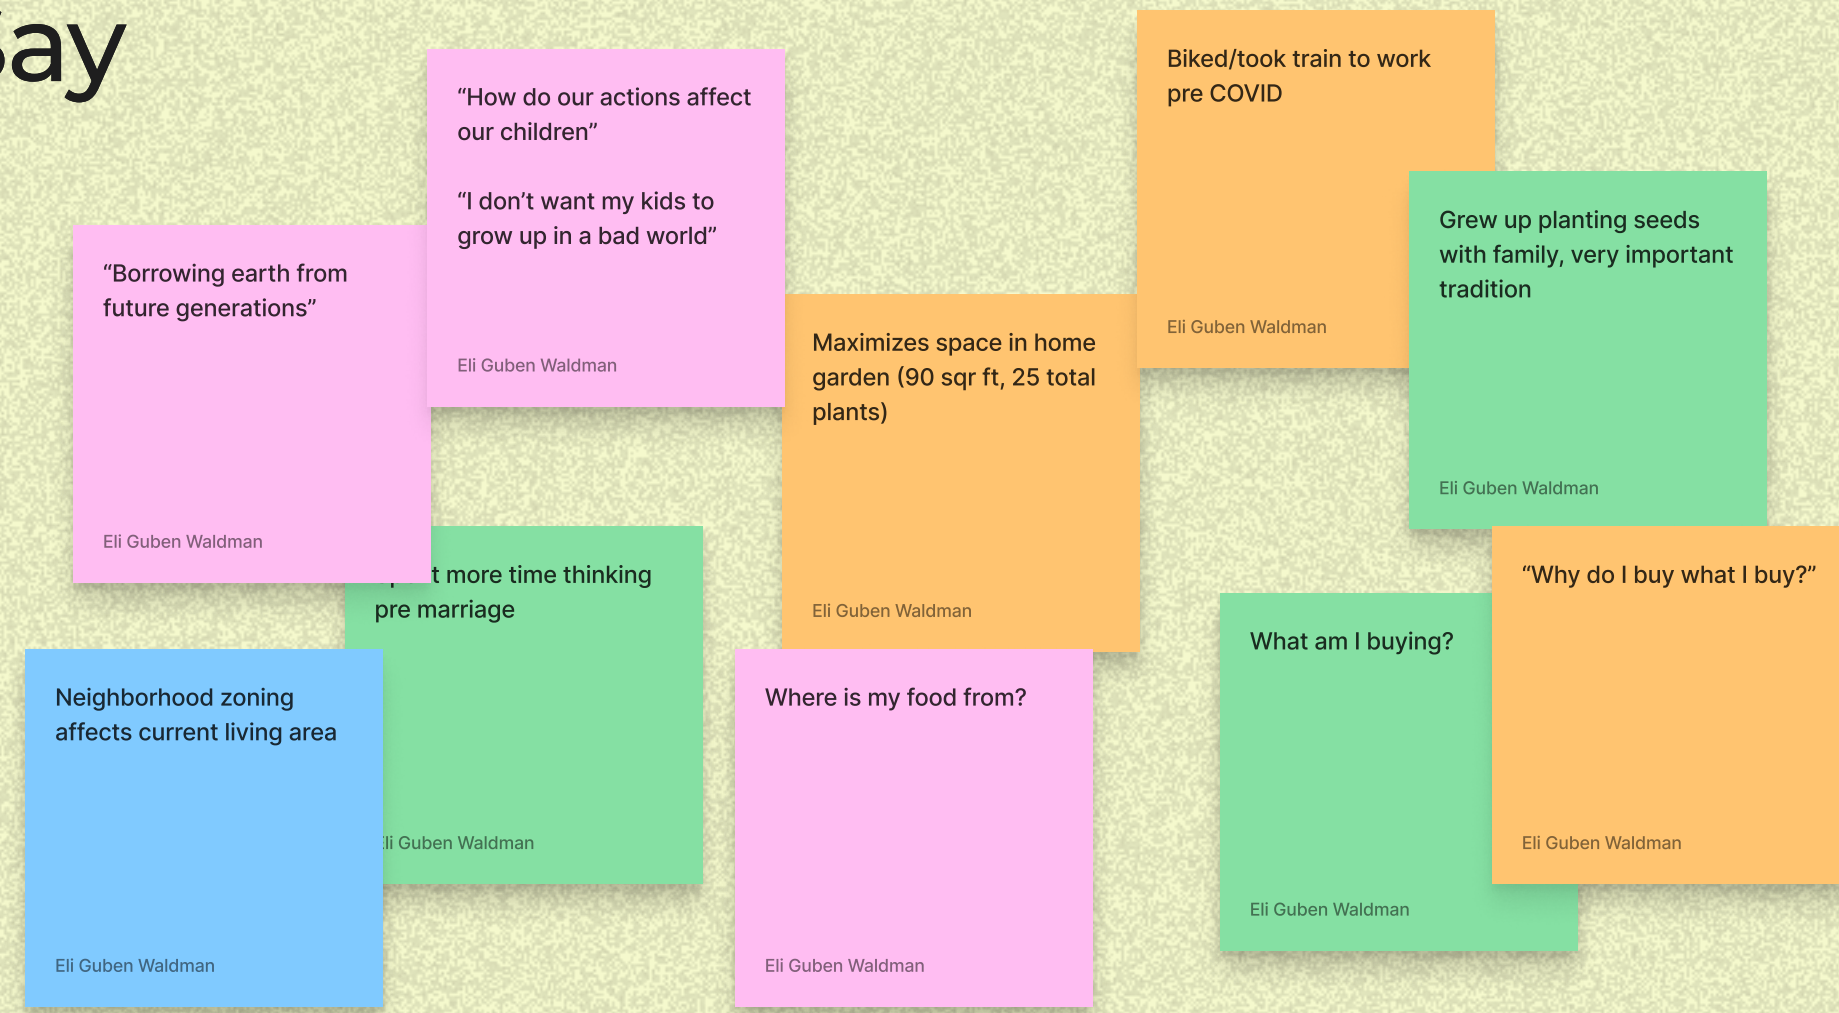 ay
“How do our actions affect
our children”
“I don’t want my kids to
grow up in a bad world”
Eli Guben Waldman
Biked/took train to work
pre COVID
Eli Guben Waldman
Grew up planting seeds
with family, very important
tradition
Eli Guben Waldman
“Borrowing earth from
future generations”
Eli Guben Waldman
Maximizes space in home
garden (90 sqr ft, 25 total
plants)
Eli Guben Waldman
more time thinking
pre marriage
Eli Guben Waldman
“Why do I buy what I buy?”
Eli Guben Waldman
What am I buying?
Eli Guben Waldman
Neighborhood zoning
affects current living area
Eli Guben Waldman
Where is my food from?
Eli Guben Waldman